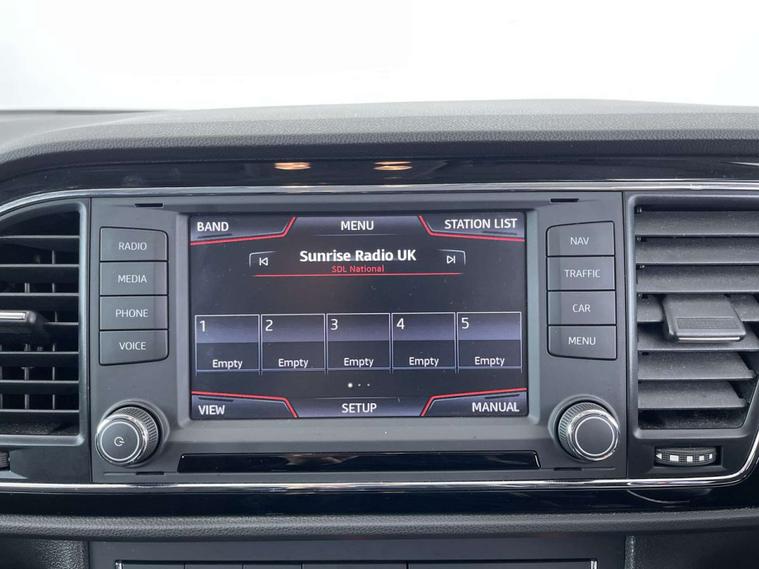 BAND MENU STATION LIST
RADIO
MEDIA
PHONE
VOICE
Sunrise Radio UK
SDL National
1 2 3 4 5
Empty Empty Empty Empty Empty
VIEW SETUP MANUAL
NAV
TRAFFIC
CAR
MENU